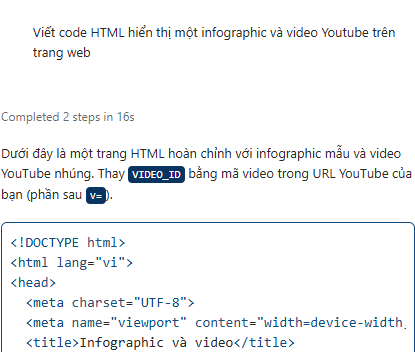 Viết code HTML hiển thị một infographic và video Youtube trên
trang web
Completed 2 steps in 16s
Dưới đây là một trang HTML hoàn chỉnh với infographic mẫu và video
YouTube nhúng. Thay VIDEO_ID bằng mã video trong URL YouTube của
bạn (phần sau v=).
<!DOCTYPE html>
<html lang="vi">
<head>
<meta charset="UTF-8">
<meta name="viewport" content="width=device-width,
<title>Infographic và video</title>